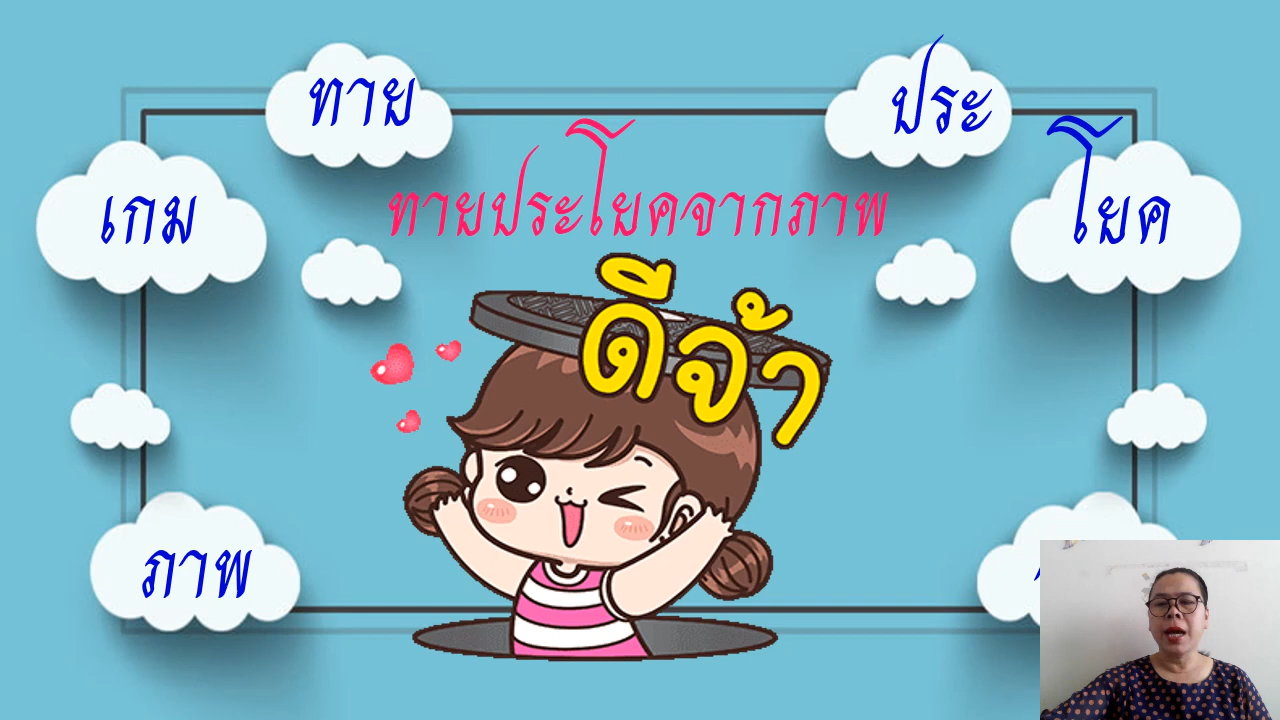 ทาย
ประ
เกม
โยค
ทายประโยคจากภาพ
ดีจ้า
ภาพ